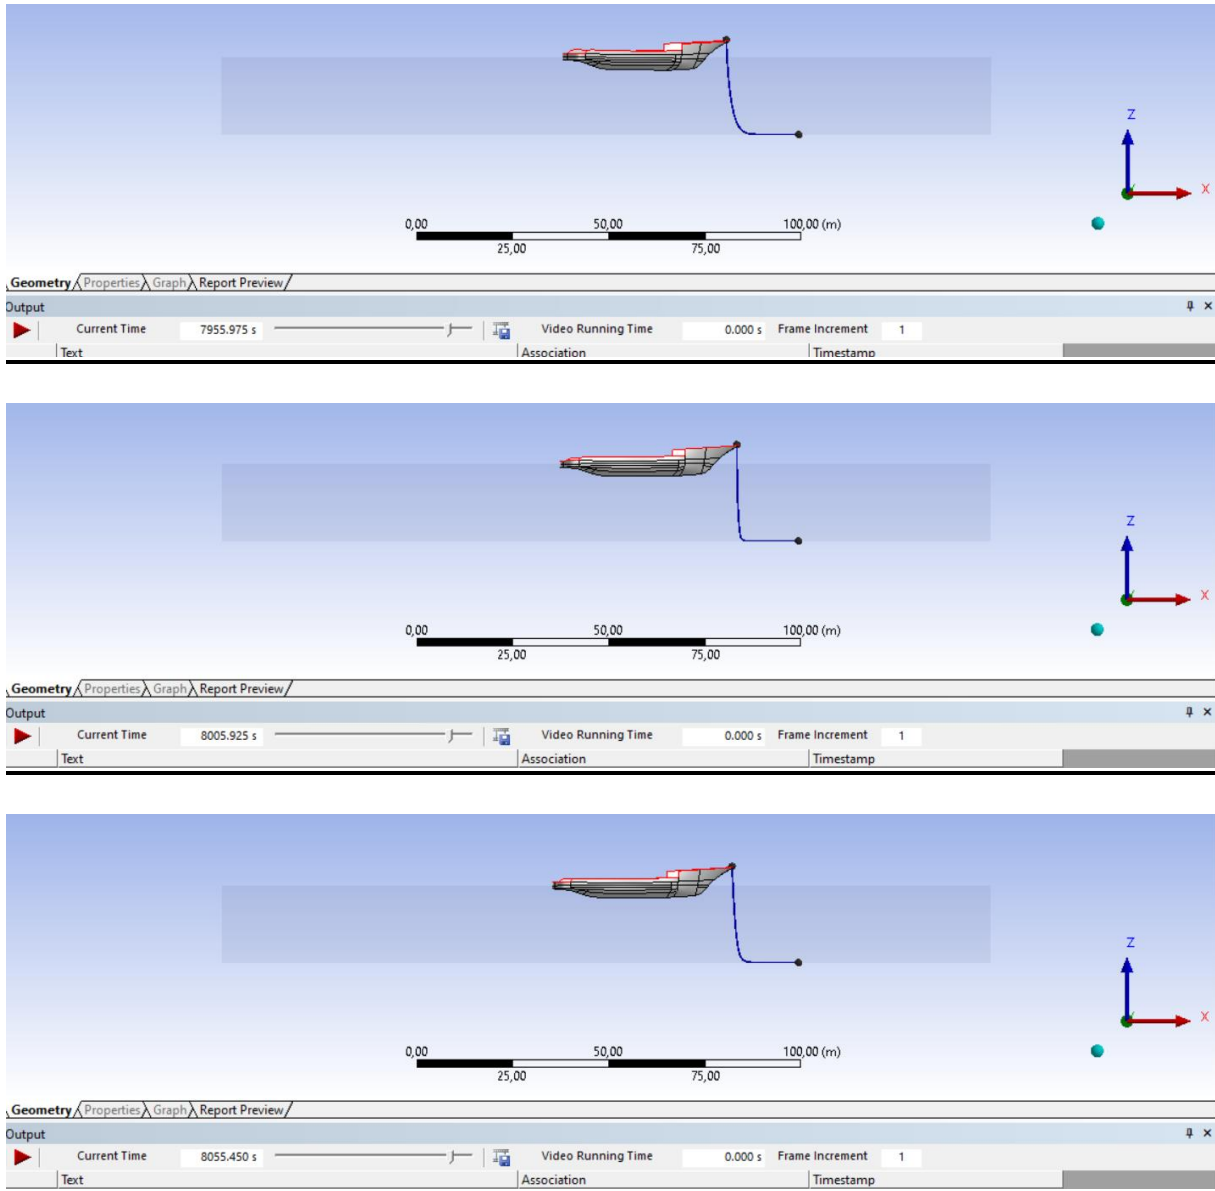 Z
X
0,00 50,00 100,00 (m)
25,00 75,00
Geometry Properties Graph Report Preview
Output
Current Time 7955.975 s Video Running Time 0.000 s Frame Increment 1
Text Association Timestamp
Z
X
0,00 50,00 100,00 (m)
25,00 75,00
Geometry Properties Graph Report Preview
Output
Current Time 8005.925 s Video Running Time 0.000 s Frame Increment 1
Text Association Timestamp
Z
X
0,00 50,00 100,00 (m)
25,00 75,00
Geometry Properties Graph Report Preview
Output
Current Time 8055.450 s Video Running Time 0.000 s Frame Increment 1
Text Association Timestamp